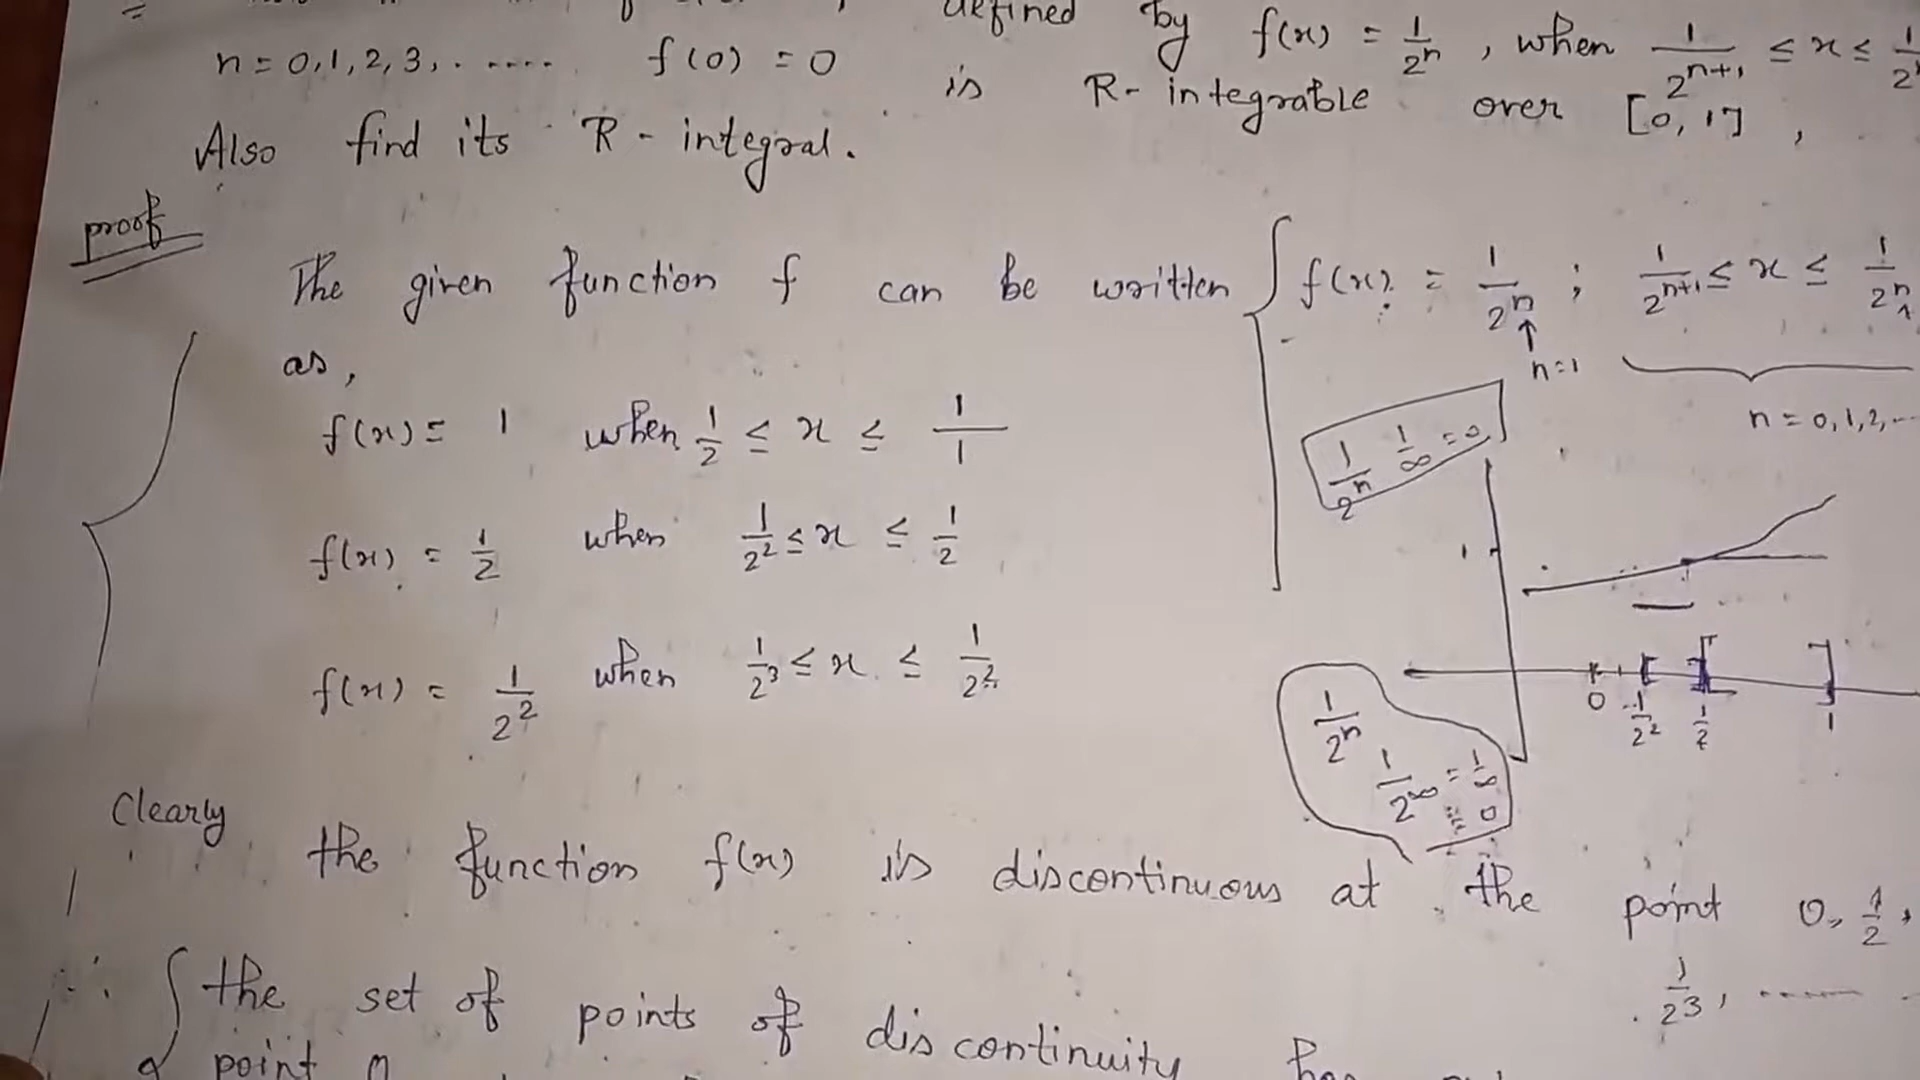 defined by f(x) = 1/2^n , when 1/2^(n+1) ≤ x ≤ 1/2^n
n = 0,1,2,3, ...... f(0) = 0 is R- integrable over [0, 1] ,
Also find its R - integral.
proof
The given function f can be written
as,
f(x) = 1 when 1/2 ≤ x ≤ 1/1
f(x) = 1/2 when 1/2^2 ≤ x ≤ 1/2
f(x) = 1/2^2 when 1/2^3 ≤ x ≤ 1/2^2
f(x) = 1/2^n ; 1/2^(n+1) ≤ x ≤ 1/2^n
↑
n=1
n = 0,1,2,...
1/2^n 1/∞ = 0
1
0 1/2^2 1/2 1
1/2^n
1/2^∞ = 1/∞
= 0
Clearly the function f(x) is discontinuous at the point 0, 1/2,
1/2^3, ......
∴ the set of points of discontinuity has
point